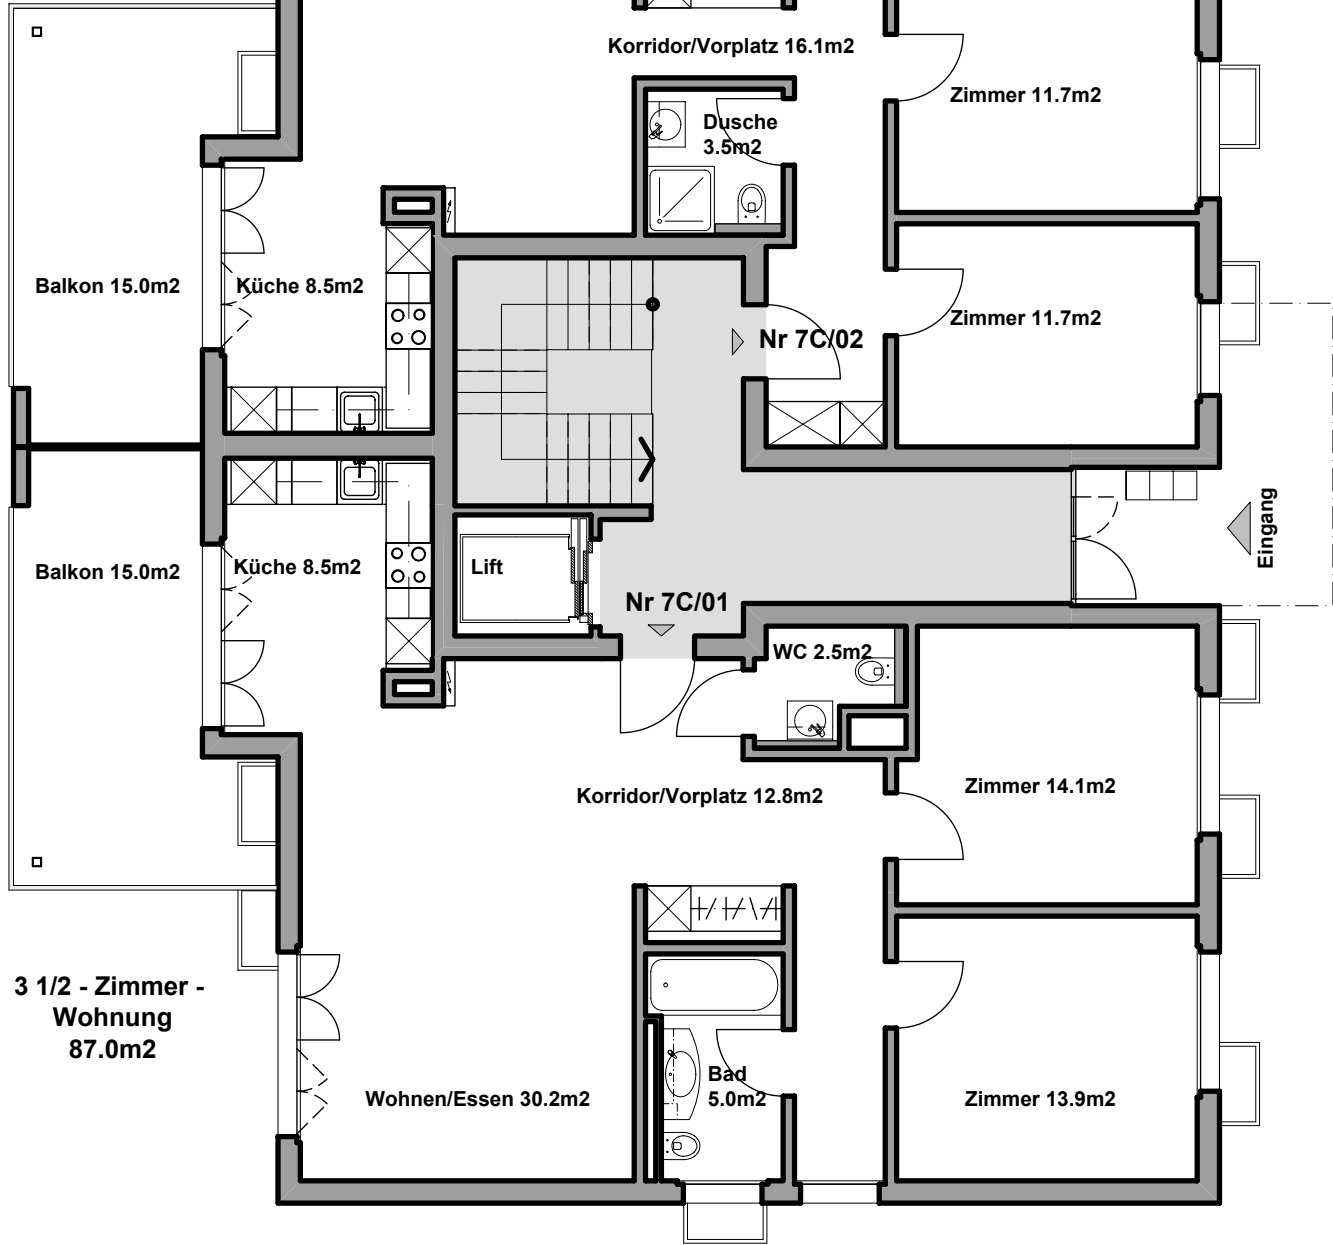 Korridor/Vorplatz 16.1m2
Zimmer 11.7m2
Dusche
3.5m2
Balkon 15.0m2
Küche 8.5m2
Zimmer 11.7m2
Nr 7C/02
Eingang
Balkon 15.0m2
Küche 8.5m2
Lift
Nr 7C/01
WC 2.5m2
Korridor/Vorplatz 12.8m2
Zimmer 14.1m2
3 1/2 - Zimmer -
Wohnung
87.0m2
Wohnen/Essen 30.2m2
Bad
5.0m2
Zimmer 13.9m2